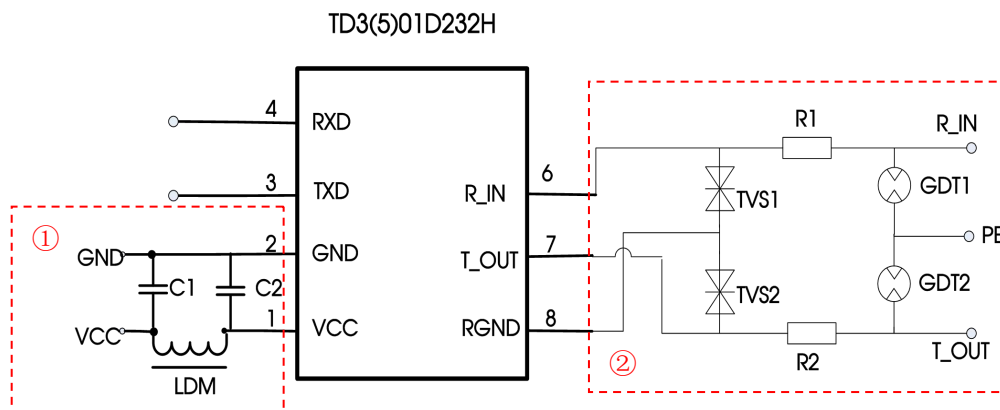 TD3(5)01D232H
4 RXD
3 TXD
2 GND
1 VCC
R_IN 6
T_OUT 7
RGND 8
①
GND
C1
C2
VCC
LDM
R1
R_IN
TVS1
GDT1
PE
TVS2
GDT2
R2
T_OUT
②